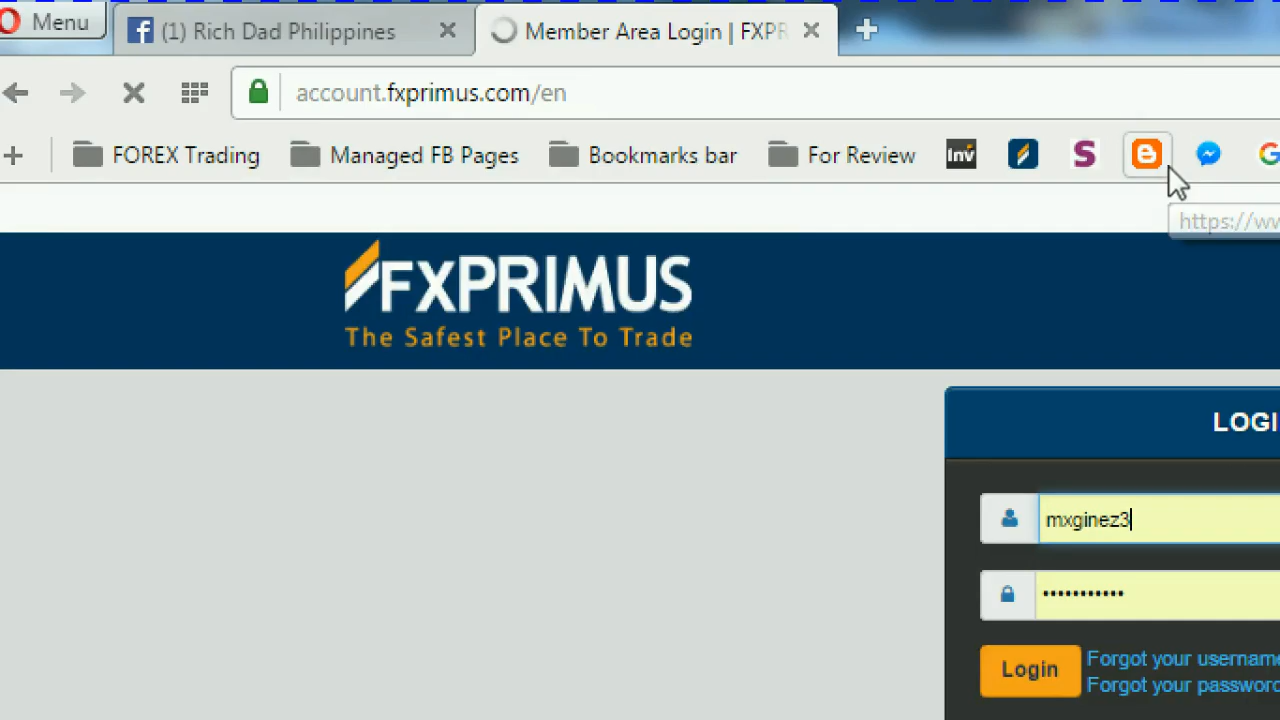 Menu
(1) Rich Dad Philippines
Member Area Login | FXPR
account.fxprimus.com/en
FOREX Trading
Managed FB Pages
Bookmarks bar
For Review
Inv
S
https://ww
FXPRIMUS
The Safest Place To Trade
LOGI
mxginez3
•••••••••••
Login
Forgot your username
Forgot your password